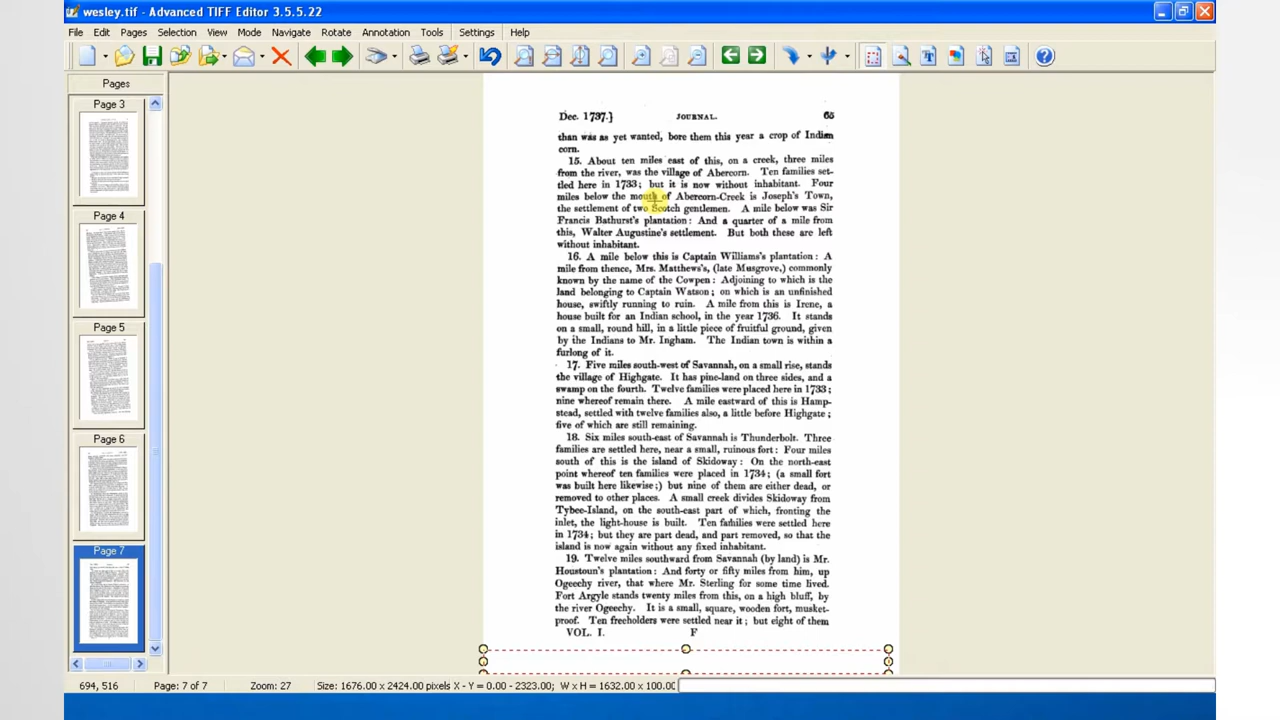 wesley.tif - Advanced TIFF Editor 3.5.5.22
File Edit Pages Selection View Mode Navigate Rotate Annotation Tools Settings Help
Pages
Page 3
Page 4
Page 5
Page 6
Page 7
Dec. 1737.] JOURNAL. 65
than was as yet wanted, bore them this year a crop of Indian
corn.
15. About ten miles east of this, on a creek, three miles
from the river, was the village of Abercorn. Ten families set-
tled here in 1733; but it is now without inhabitant. Four
miles below the mouth of Abercorn-Creek is Joseph's Town,
the settlement of two Scotch gentlemen. A mile below was Sir
Francis Bathurst's plantation: And a quarter of a mile from
this, Walter Augustine's settlement. But both these are left
without inhabitant.
16. A mile below this is Captain Williams's plantation: A
mile from thence, Mrs. Matthews's, (late Musgrove,) commonly
known by the name of the Cowpen: Adjoining to which is the
land belonging to Captain Watson; on which is an unfinished
house, swiftly running to ruin. A mile from this is Irene, a
house built for an Indian school, in the year 1736. It stands
on a small, round hill, in a little piece of fruitful ground, given
by the Indians to Mr. Ingham. The Indian town is within a
furlong of it.
17. Five miles south-west of Savannah, on a small rise, stands
the village of Highgate. It has pine-land on three sides, and a
swamp on the fourth. Twelve families were placed here in 1733;
nine whereof remain there. A mile eastward of this is Hamp-
stead, settled with twelve families also, a little before Highgate;
five of which are still remaining.
18. Six miles south-east of Savannah is Thunderbolt. Three
families are settled here, near a small, ruinous fort: Four miles
south of this is the island of Skidoway: On the north-east
point whereof ten families were placed in 1734; (a small fort
was built here likewise;) but nine of them are either dead, or
removed to other places. A small creek divides Skidoway from
Tybee-Island, on the south-east part of which, fronting the
inlet, the light-house is built. Ten families were settled here
in 1734; but they are part dead, and part removed, so that the
island is now again without any fixed inhabitant.
19. Twelve miles southward from Savannah (by land) is Mr.
Houstoun's plantation: And forty or fifty miles from him, up
Ogeechy river, that where Mr. Sterling for some time lived.
Fort Argyle stands twenty miles from this, on a high bluff, by
the river Ogeechy. It is a small, square, wooden fort, musket-
proof. Ten freeholders were settled near it; but eight of them
VOL. I. F
694, 516 Page: 7 of 7 Zoom: 27 Size: 1676.00 x 2424.00 pixels X - Y = 0.00 - 2323.00; W x H = 1632.00 x 100.00